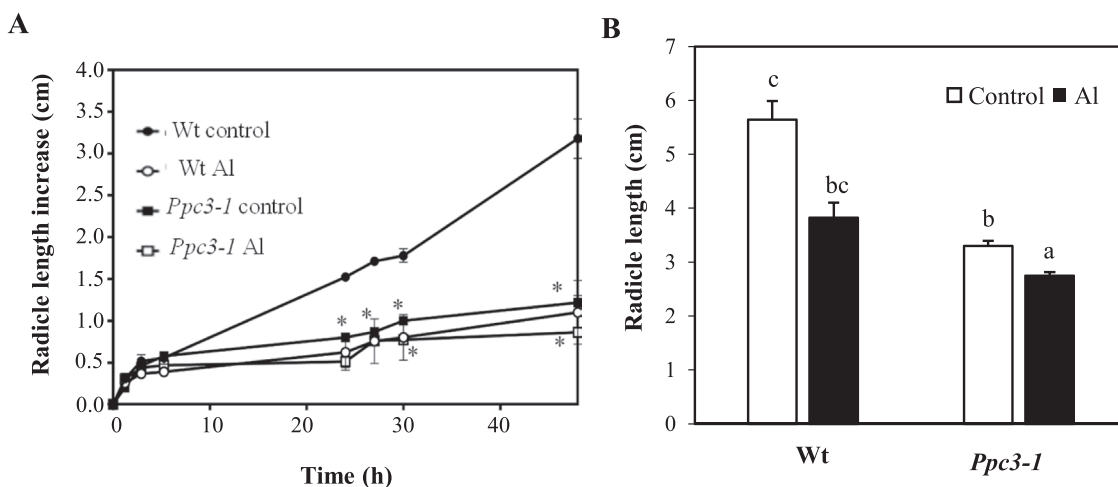 A
Radicle length increase (cm)
4.0
3.5
3.0
2.5
2.0
1.5
1.0
0.5
0.0
Wt control
Wt Al
Ppc3-1 control
Ppc3-1 Al
* * *
*
*
*
0 10 20 30 40
Time (h)
B
Radicle length (cm)
7
6
5
4
3
2
1
0
Control Al
c
bc
b
a
Wt Ppc3-1